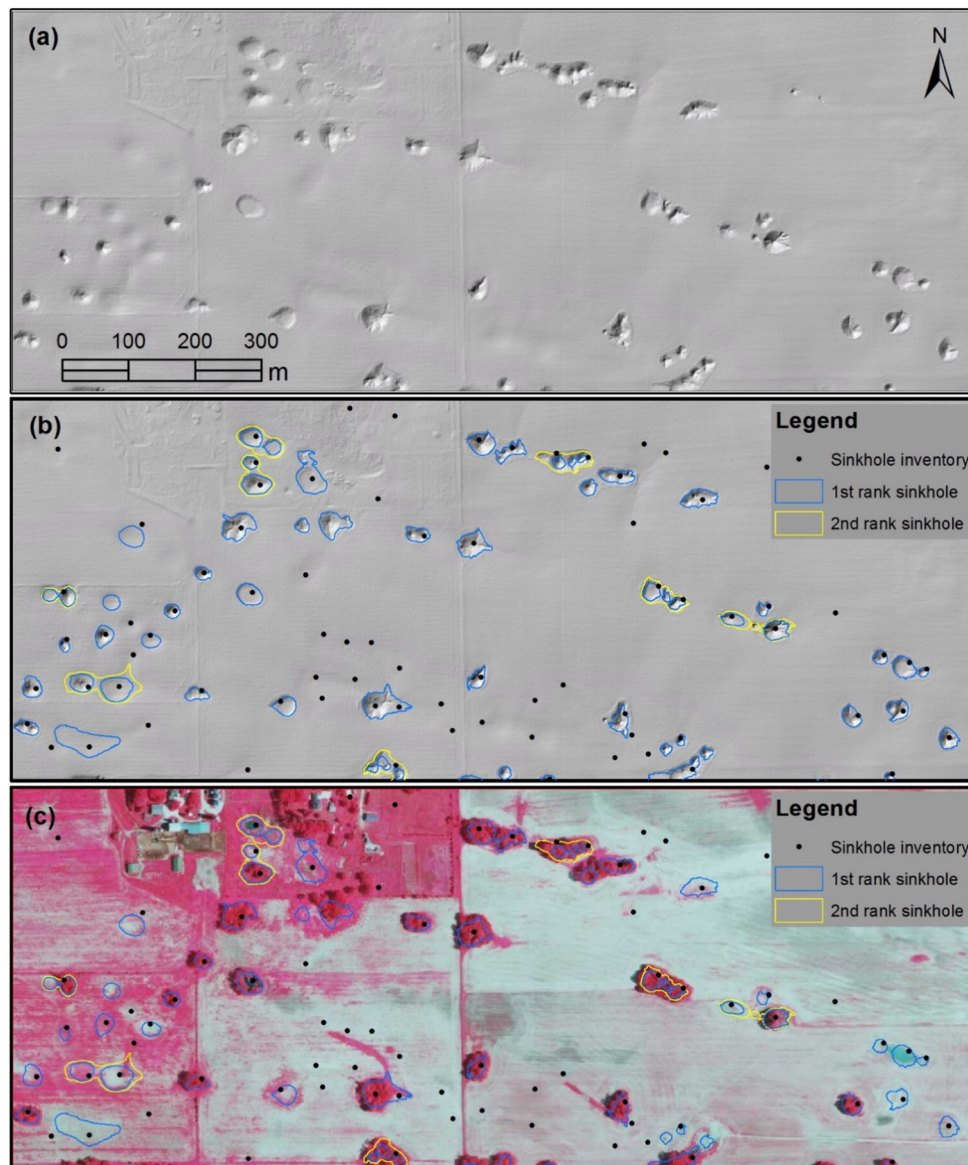 (a)
N
0 100 200 300
m
(b)
Legend
Sinkhole inventory
1st rank sinkhole
2nd rank sinkhole
(c)
Legend
Sinkhole inventory
1st rank sinkhole
2nd rank sinkhole